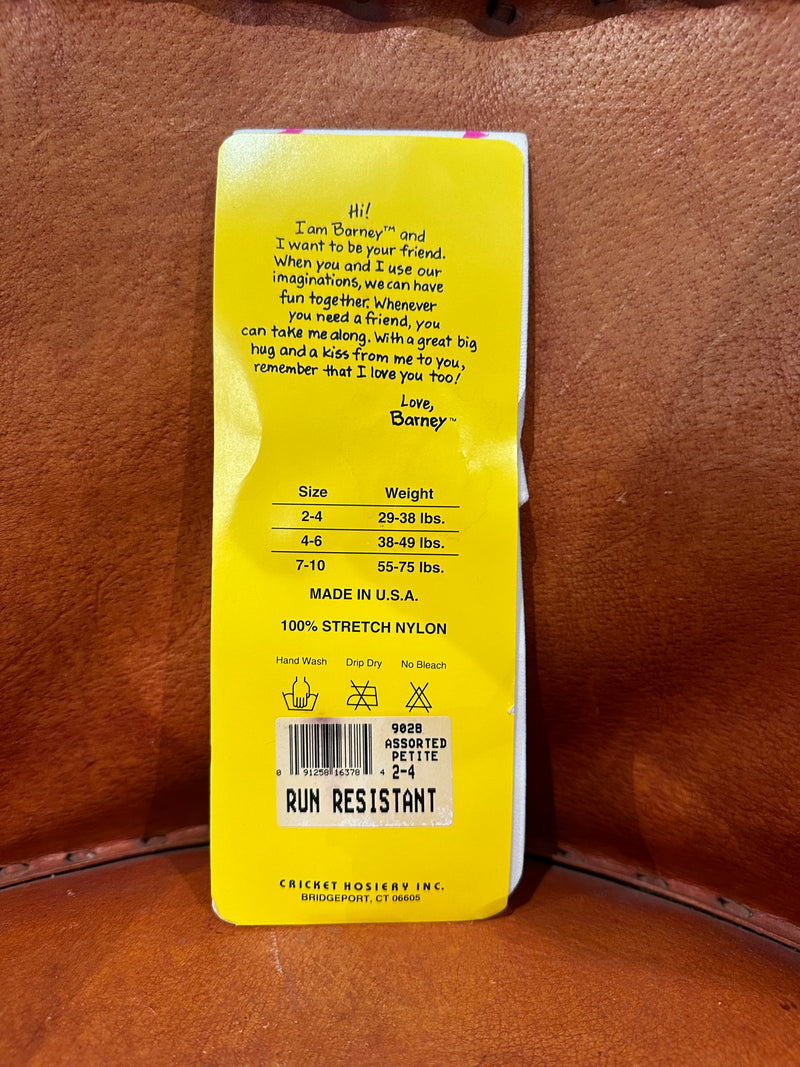 Hi!
I am Barney™ and
I want to be your friend.
When you and I use our
imaginations, we can have
fun together. Whenever
you need a friend, you
can take me along. With a great big
hug and a kiss from me to you,
remember that I love you too!
Love,
Barney™
Size Weight
2-4 29-38 lbs.
4-6 38-49 lbs.
7-10 55-75 lbs.
MADE IN U.S.A.
100% STRETCH NYLON
Hand Wash Drip Dry No Bleach
9028
ASSORTED
PETITE
2-4
0 91258 16378 4
RUN RESISTANT
CRICKET HOSIERY INC.
BRIDGEPORT, CT 06605